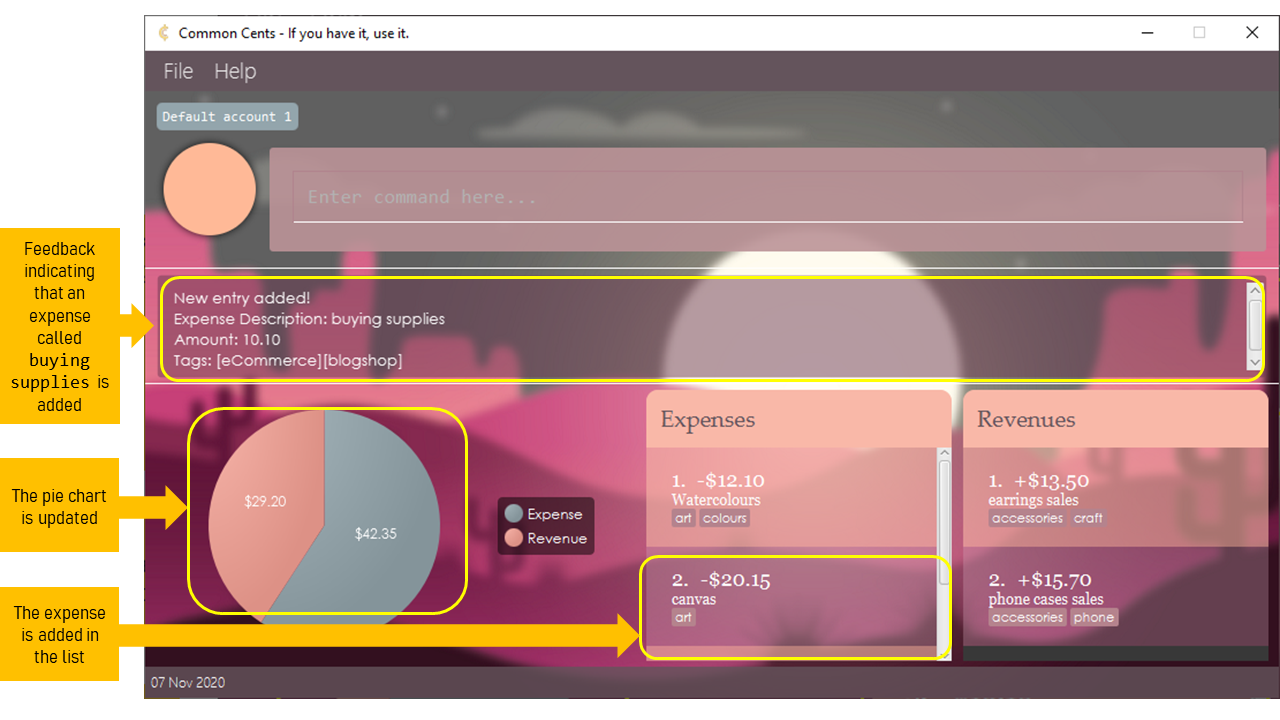 Common Cents - If you have it, use it.
File Help
Default account 1
Enter command here...
Feedback
indicating
that an
expense
called
buying
supplies is
added
New entry added!
Expense Description: buying supplies
Amount: 10.10
Tags: [eCommerce][blogshop]
The pie chart
is updated
$29.20
$42.35
Expense
Revenue
The expense
is added in
the list
Expenses
1. -$12.10
Watercolours
art colours
2. -$20.15
canvas
art
Revenues
1. +$13.50
earrings sales
accessories craft
2. +$15.70
phone cases sales
accessories phone
07 Nov 2020